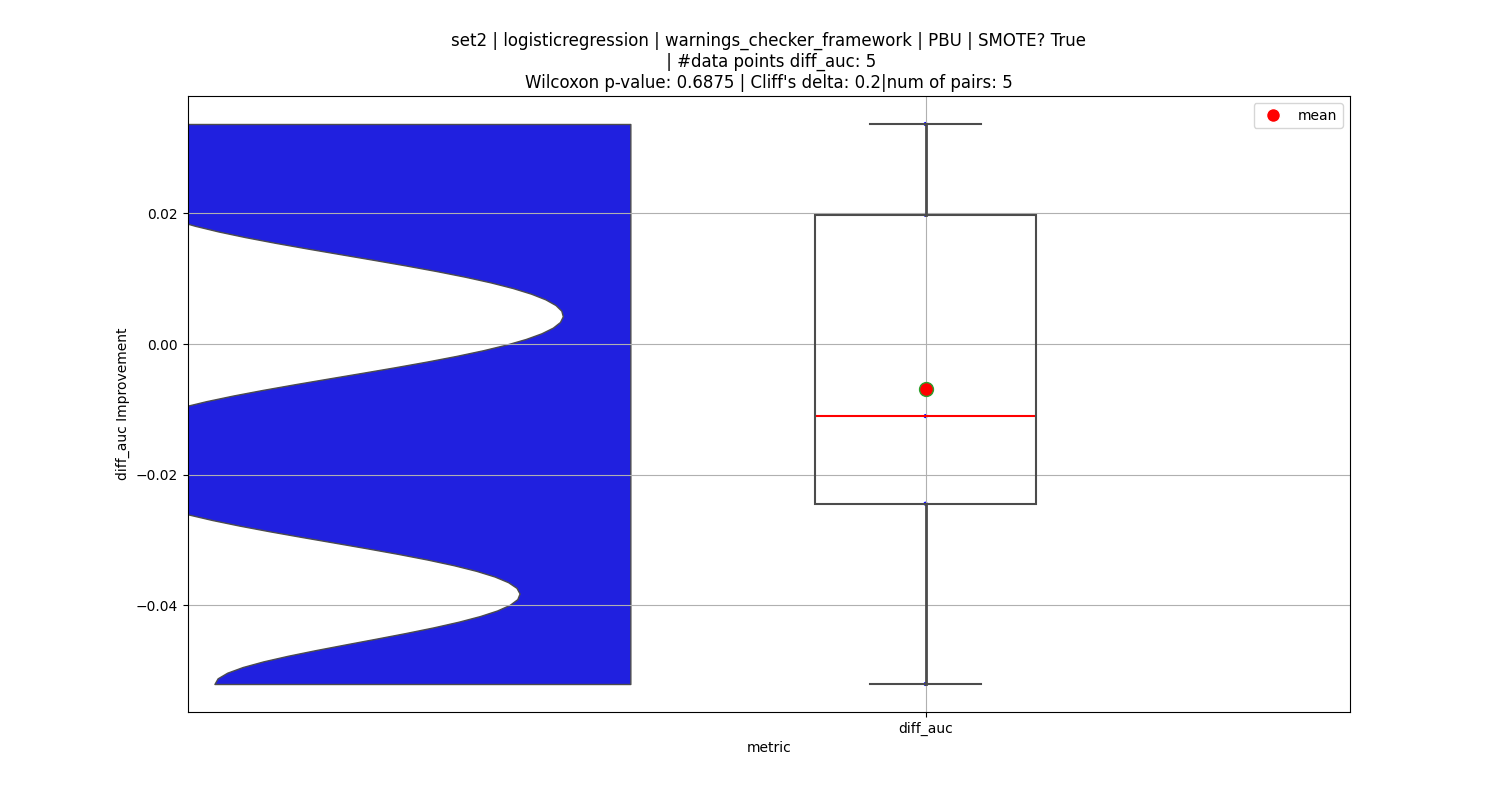 set2 | logisticregression | warnings_checker_framework | PBU | SMOTE? True
| #data points diff_auc: 5
Wilcoxon p-value: 0.6875 | Cliff's delta: 0.2|num of pairs: 5
mean
0.02
0.00
−0.02
−0.04
diff_auc Improvement
diff_auc
metric